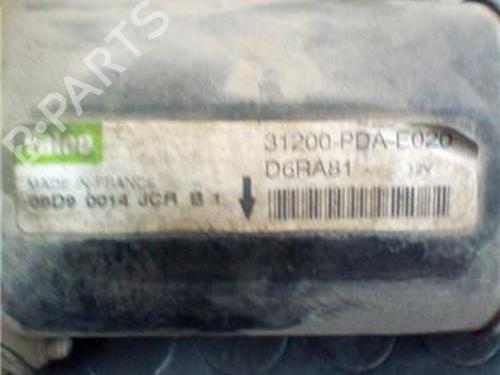 Valeo
31200-PDA-E020
D6RA81 12V
MADE IN FRANCE
06D9 0014 JCR B 1
B-PARTS